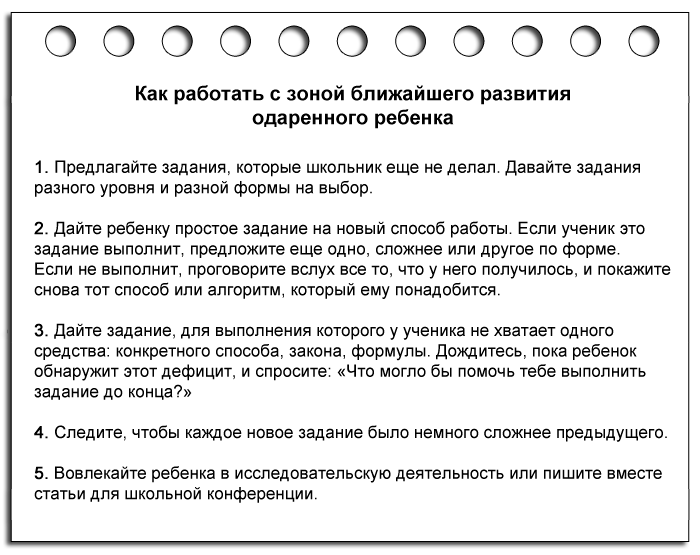 Как работать с зоной ближайшего развития
одаренного ребенка
1. Предлагайте задания, которые школьник еще не делал. Давайте задания
разного уровня и разной формы на выбор.
2. Дайте ребенку простое задание на новый способ работы. Если ученик это
задание выполнит, предложите еще одно, сложнее или другое по форме.
Если не выполнит, проговорите вслух все то, что у него получилось, и покажите
снова тот способ или алгоритм, который ему понадобится.
3. Дайте задание, для выполнения которого у ученика не хватает одного
средства: конкретного способа, закона, формулы. Дождитесь, пока ребенок
обнаружит этот дефицит, и спросите: «Что могло бы помочь тебе выполнить
задание до конца?»
4. Следите, чтобы каждое новое задание было немного сложнее предыдущего.
5. Вовлекайте ребенка в исследовательскую деятельность или пишите вместе
статьи для школьной конференции.